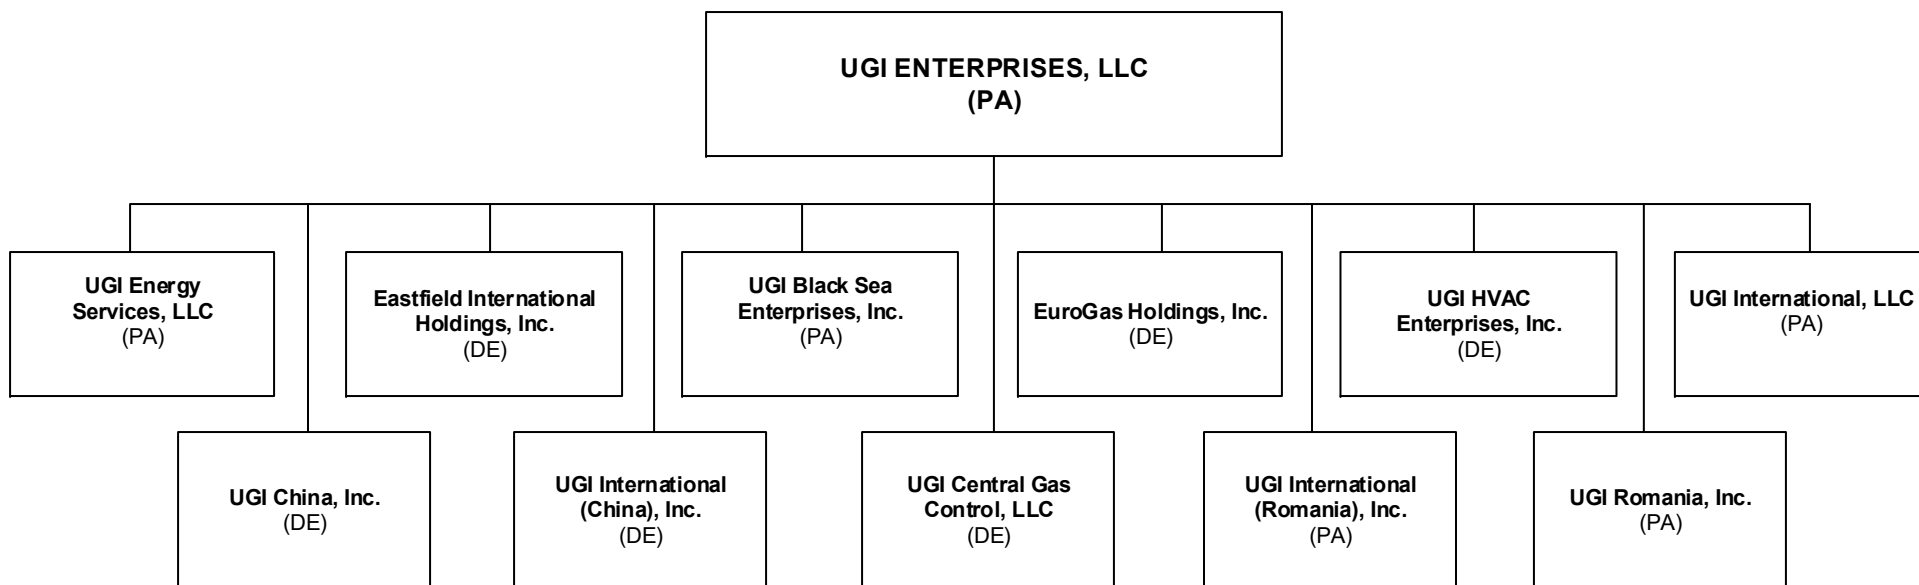 UGI ENTERPRISES, LLC
(PA)
UGI Energy
Services, LLC
(PA)
Eastfield International
Holdings, Inc.
(DE)
UGI Black Sea
Enterprises, Inc.
(PA)
EuroGas Holdings, Inc.
(DE)
UGI HVAC
Enterprises, Inc.
(DE)
UGI International, LLC
(PA)
UGI China, Inc.
(DE)
UGI International
(China), Inc.
(DE)
UGI Central Gas
Control, LLC
(DE)
UGI International
(Romania), Inc.
(PA)
UGI Romania, Inc.
(PA)